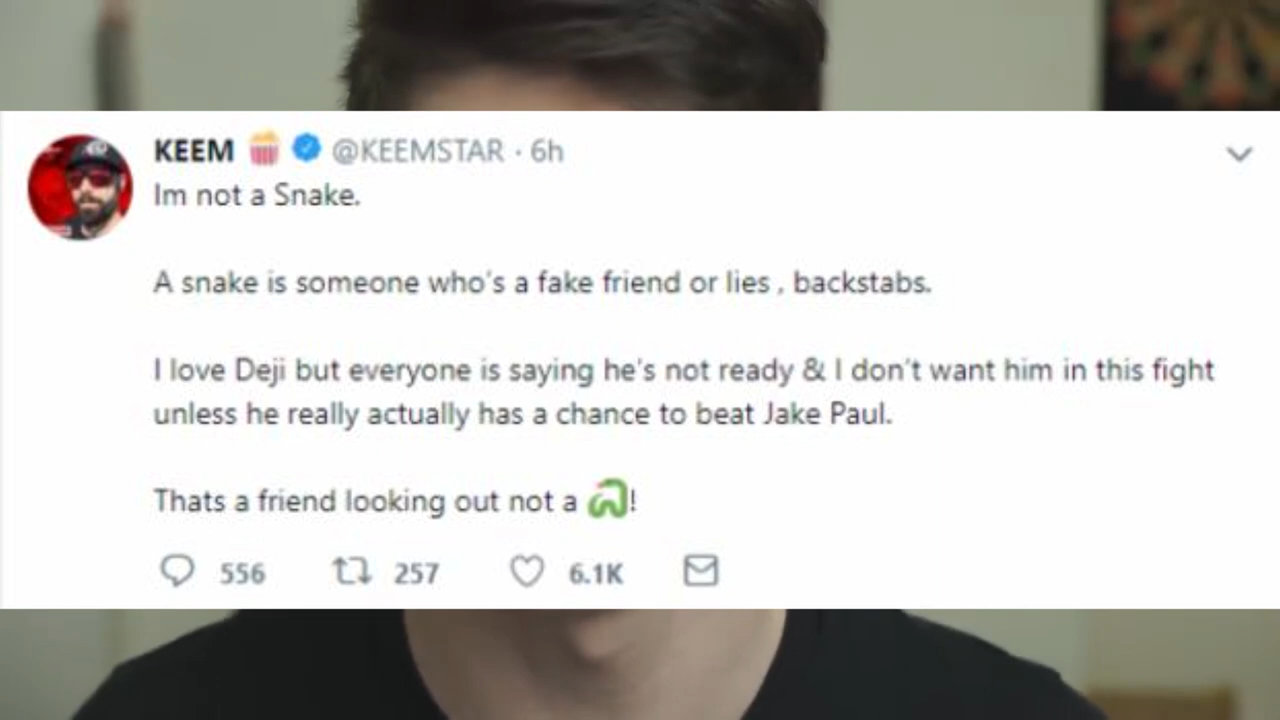 KEEM 🍿 @KEEMSTAR · 6h
Im not a Snake.
A snake is someone who's a fake friend or lies , backstabs.
I love Deji but everyone is saying he's not ready & I don't want him in this fight
unless he really actually has a chance to beat Jake Paul.
Thats a friend looking out not a 🐍!
556 257 6.1K